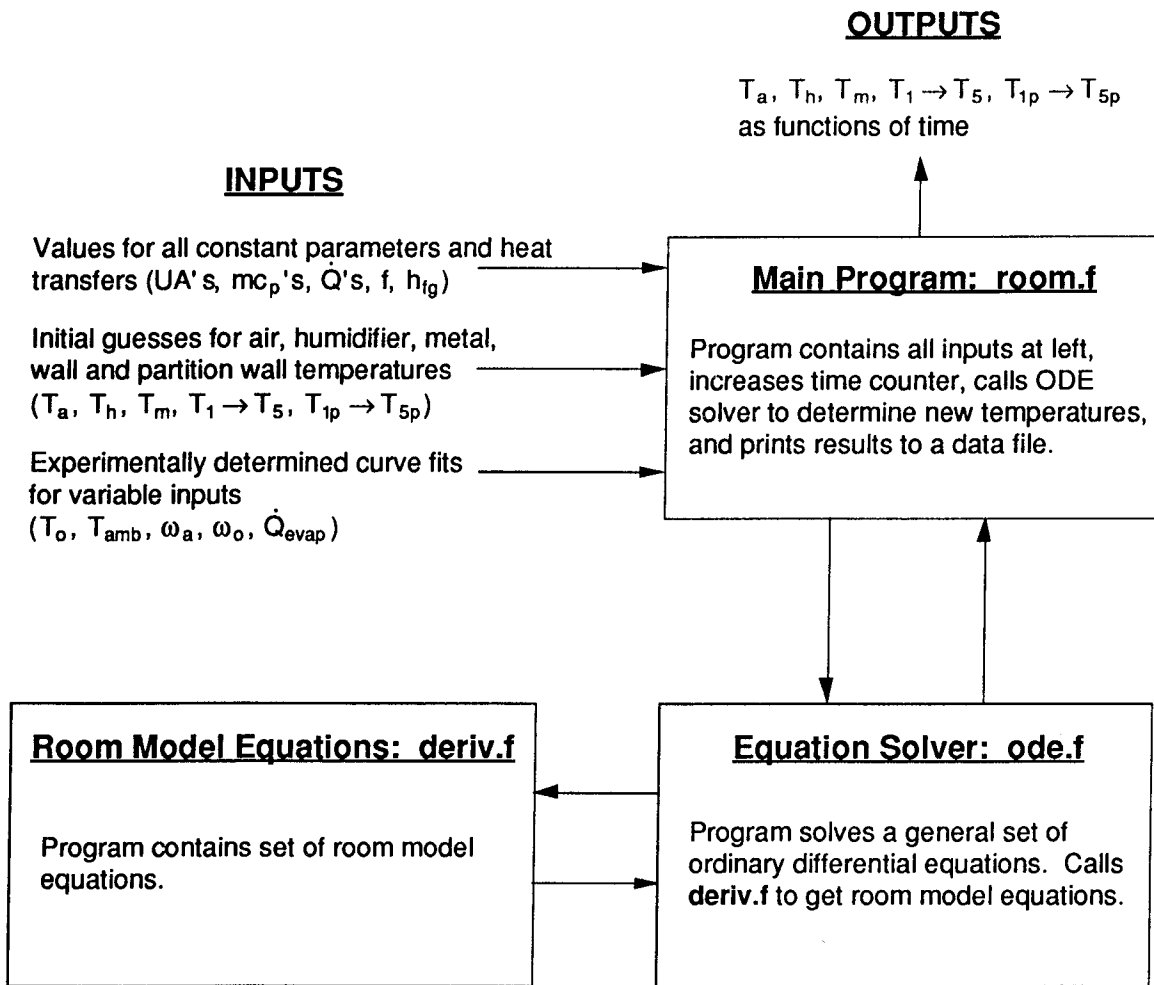 OUTPUTS
Tₐ, Tₕ, Tₘ, T₁ → T₅, T₁ₚ → T₅ₚ
as functions of time
INPUTS
Values for all constant parameters and heat
transfers (UA's, mcₚ's, Q̇'s, f, h_fg)
Initial guesses for air, humidifier, metal,
wall and partition wall temperatures
(Tₐ, Tₕ, Tₘ, T₁ → T₅, T₁ₚ → T₅ₚ)
Experimentally determined curve fits
for variable inputs
(Tₒ, T_amb, ωₐ, ωₒ, Q̇_evap)
Main Program: room.f
Program contains all inputs at left,
increases time counter, calls ODE
solver to determine new temperatures,
and prints results to a data file.
Room Model Equations: deriv.f
Program contains set of room model
equations.
Equation Solver: ode.f
Program solves a general set of
ordinary differential equations. Calls
deriv.f to get room model equations.